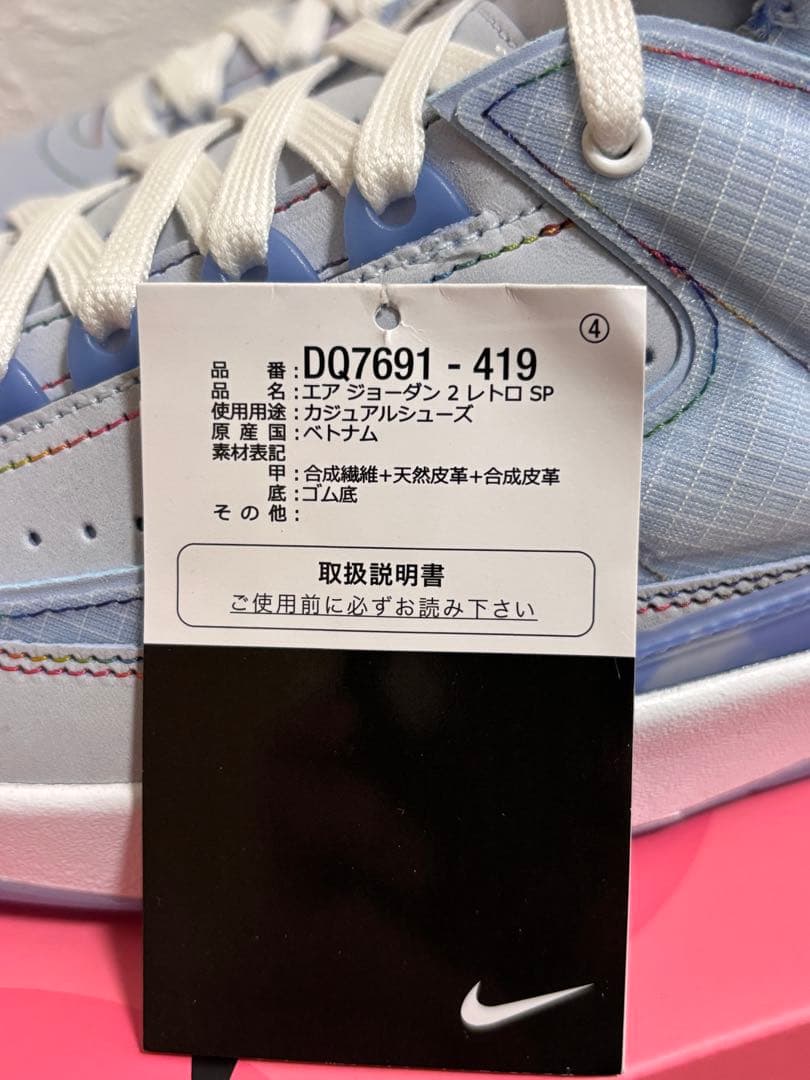 ④
品番:DQ7691 - 419
品名:エア ジョーダン 2 レトロ SP
使用用途:カジュアルシューズ
原産国:ベトナム
素材表記
甲:合成繊維+天然皮革+合成皮革
底:ゴム底
その他:
取扱説明書
ご使用前に必ずお読み下さい